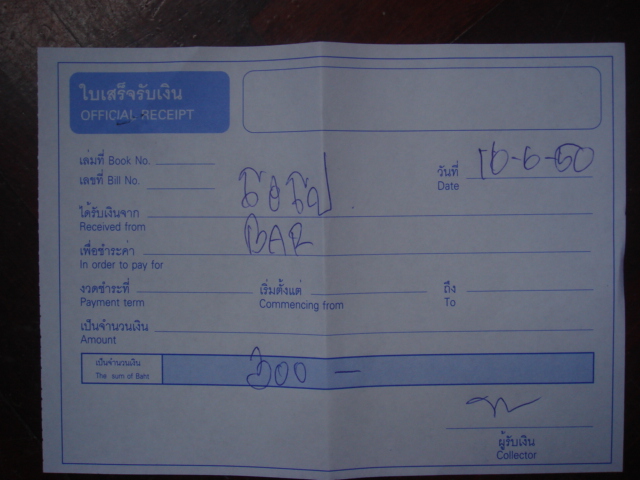 ใบเสร็จรับเงิน
OFFICIAL RECEIPT
เล่มที่ Book No.
เลขที่ Bill No.
วันที่ 16-6-50
Date
ได้รับเงินจาก
Received from
เพื่อชำระค่า BAR
In order to pay for
งวดชำระที่ เริ่มตั้งแต่ ถึง
Payment term Commencing from To
เป็นจำนวนเงิน
Amount
เป็นจำนวนเงิน 300 —
The sum of Baht
ผู้รับเงิน
Collector